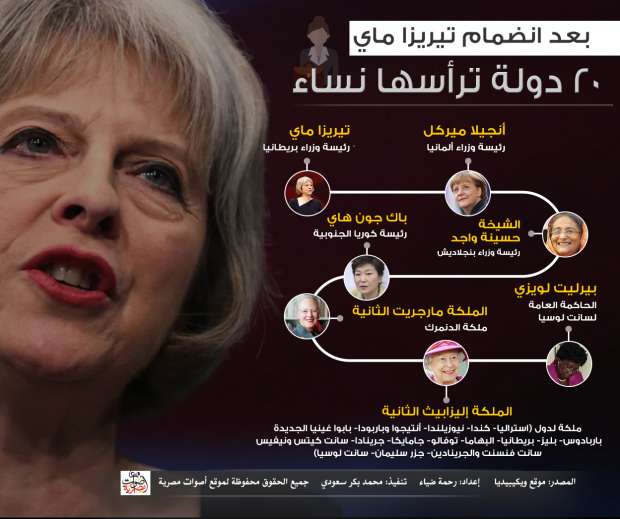 بعد انضمام تيريزا ماي
٢٠ دولة ترأسها نساء
أنجيلا ميركل
رئيسة وزراء ألمانيا
تيريزا ماي
رئيسة وزراء بريطانيا
الشيخة
حسينة واجد
رئيسة وزراء بنجلاديش
باك جون هاي
رئيسة كوريا الجنوبية
بيرليت لويزي
الحاكمة العامة
لسانت لوسيا
الملكة مارجريت الثانية
ملكة الدنمرك
الملكة إليزابيث الثانية
ملكة لدول (استراليا- كندا- نيوزيلندا- أنتيجوا وباربودا- بابوا غينيا الجديدة
باربادوس- بليز- بريطانيا- البهاما- توفالو- جامايكا- جرينادا- سانت كيتس ونيفيس
سانت فنسنت والجرينادين- جزر سليمان- سانت لوسيا)
المصدر: موقع ويكيبيديا إعداد: رحمة ضياء تنفيذ: محمد بكر سعودي جميع الحقوق محفوظة لموقع أصوات مصرية
أصوات مصرية